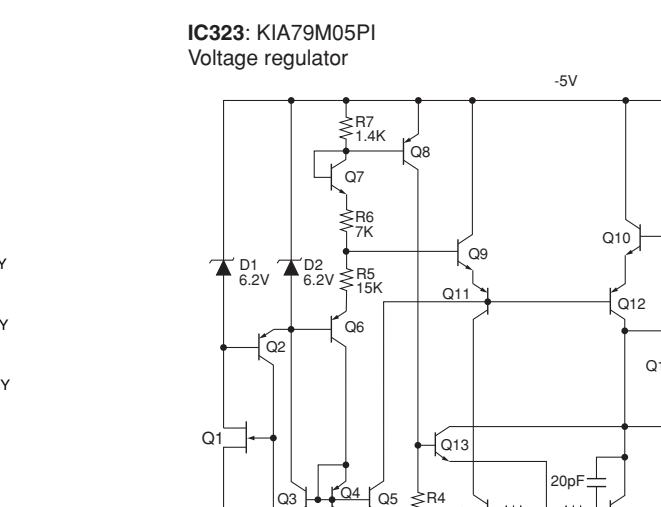 IC323: KIA79M05PI
Voltage regulator
-5V
R7
1.4K
Q8
Q7
R6
7K
Q10
Q9
Y
D1
6.2V
D2
6.2V
R5
15K
Q11
Q12
Y
Q6
Q2
Y
Q1
Q13
20pF
Q3
Q4
Q5
R4